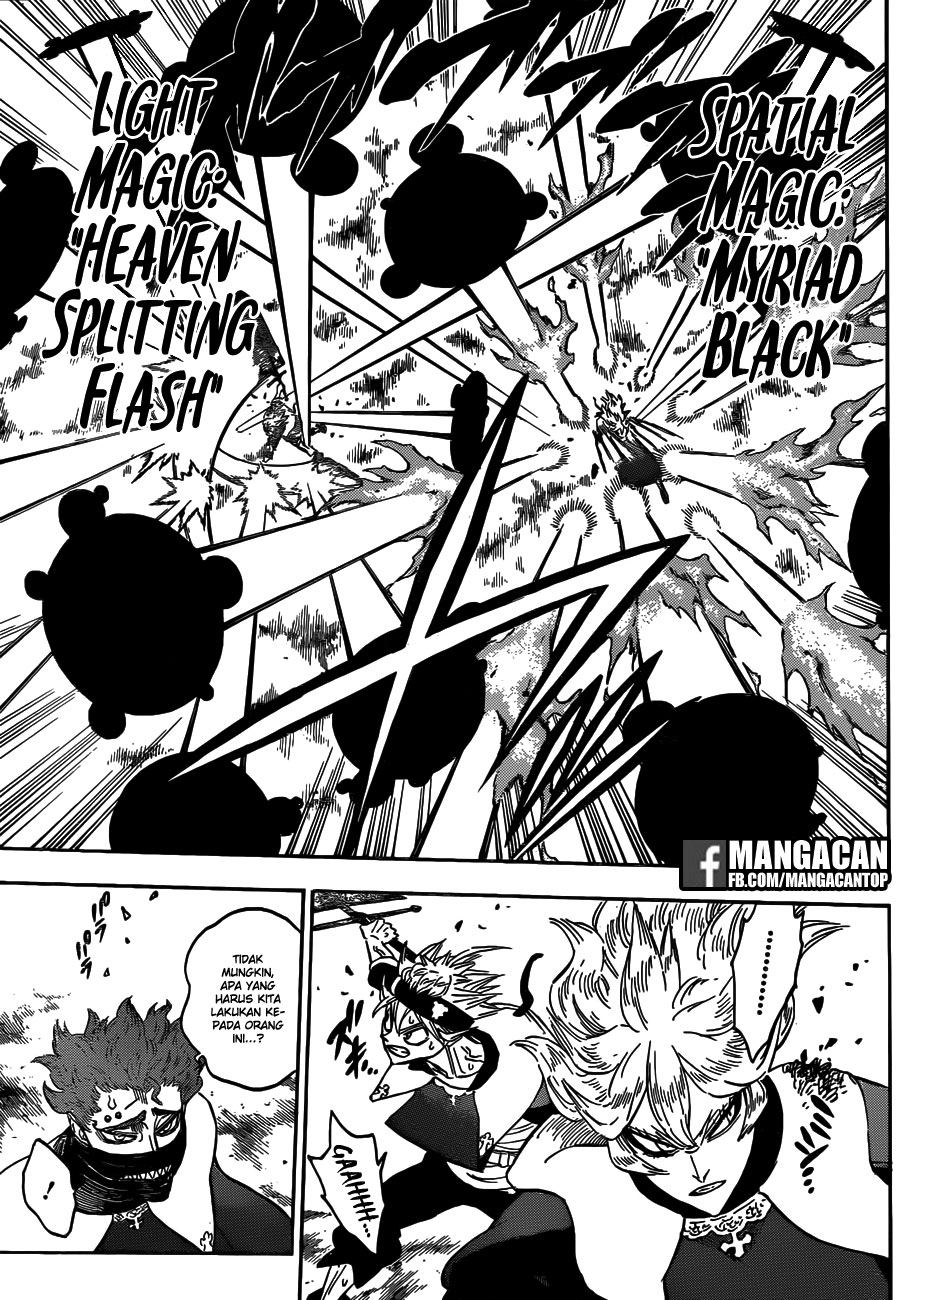 SPATIAL
MAGIC:
"MYRIAD
BLACK"
LIGHT
MAGIC:
"HEAVEN
SPLITTING
FLASH"
f MANGACAN
FB.COM/MANGACANTOP
.........
GAAHHH...
TIDAK
MUNGKIN,
APA YANG
HARUS KITA
LAKUKAN KE-
PADA ORANG
INI...?
!